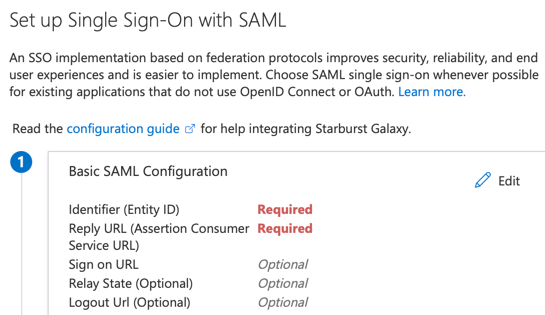 Set up Single Sign-On with SAML
An SSO implementation based on federation protocols improves security, reliability, and end
user experiences and is easier to implement. Choose SAML single sign-on whenever possible
for existing applications that do not use OpenID Connect or OAuth. Learn more.
Read the configuration guide for help integrating Starburst Galaxy.
1
Basic SAML Configuration
Edit
Identifier (Entity ID) Required
Reply URL (Assertion Consumer Required
Service URL)
Sign on URL Optional
Relay State (Optional) Optional
Logout Url (Optional) Optional